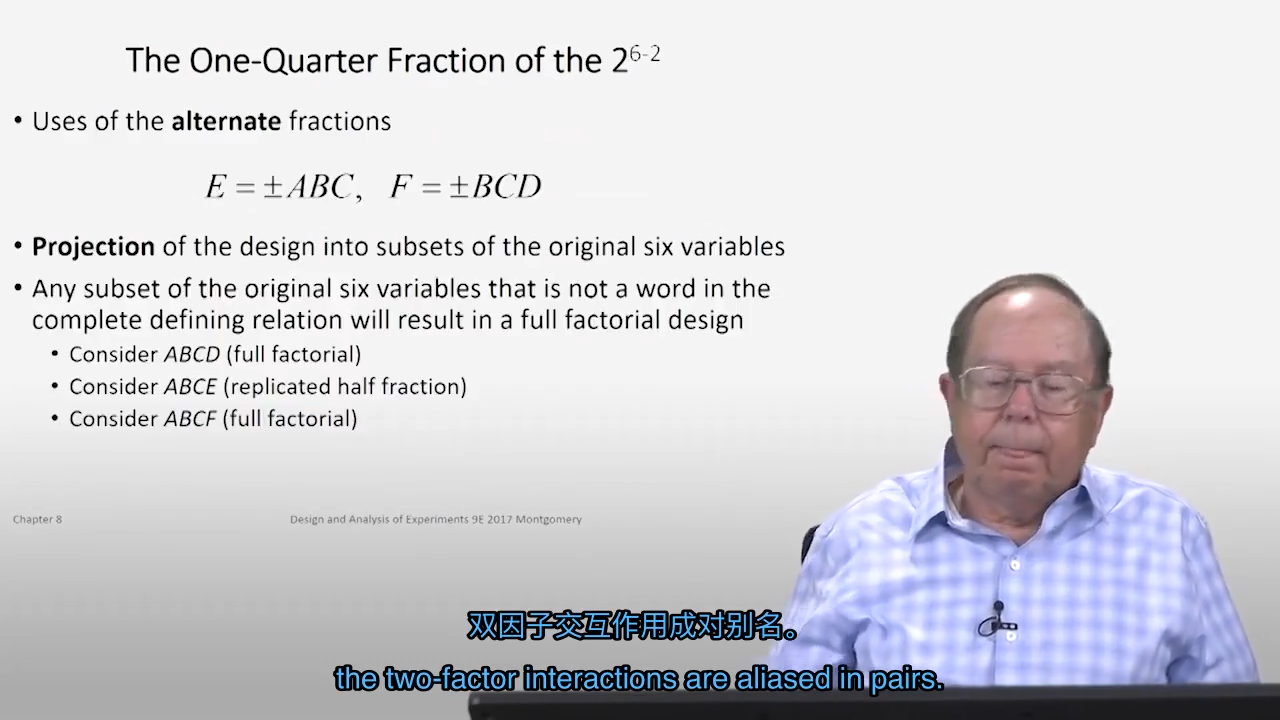 The One-Quarter Fraction of the 2^{6-2}
• Uses of the alternate fractions
E = ±ABC, F = ±BCD
• Projection of the design into subsets of the original six variables
• Any subset of the original six variables that is not a word in the
complete defining relation will result in a full factorial design
• Consider ABCD (full factorial)
• Consider ABCE (replicated half fraction)
• Consider ABCF (full factorial)
Chapter 8
Design and Analysis of Experiments 9E 2017 Montgomery
双因子交互作用成对别名。
the two-factor interactions are aliased in pairs.